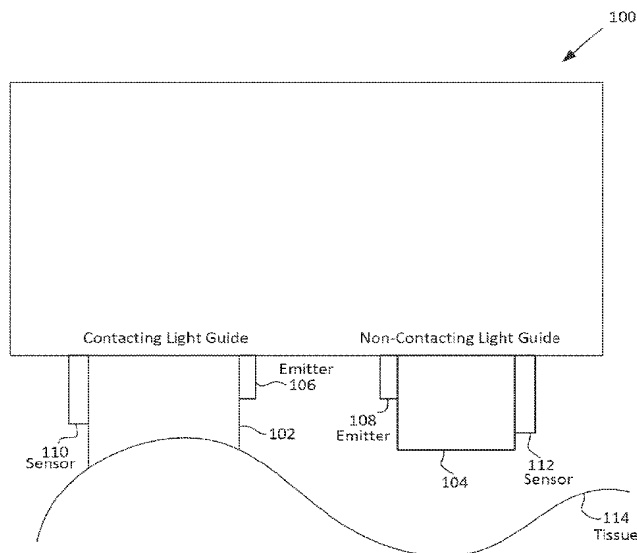 100
Contacting Light Guide
Non-Contacting Light Guide
Emitter
106
108
Emitter
102
110
Sensor
104
112
Sensor
114
Tissue